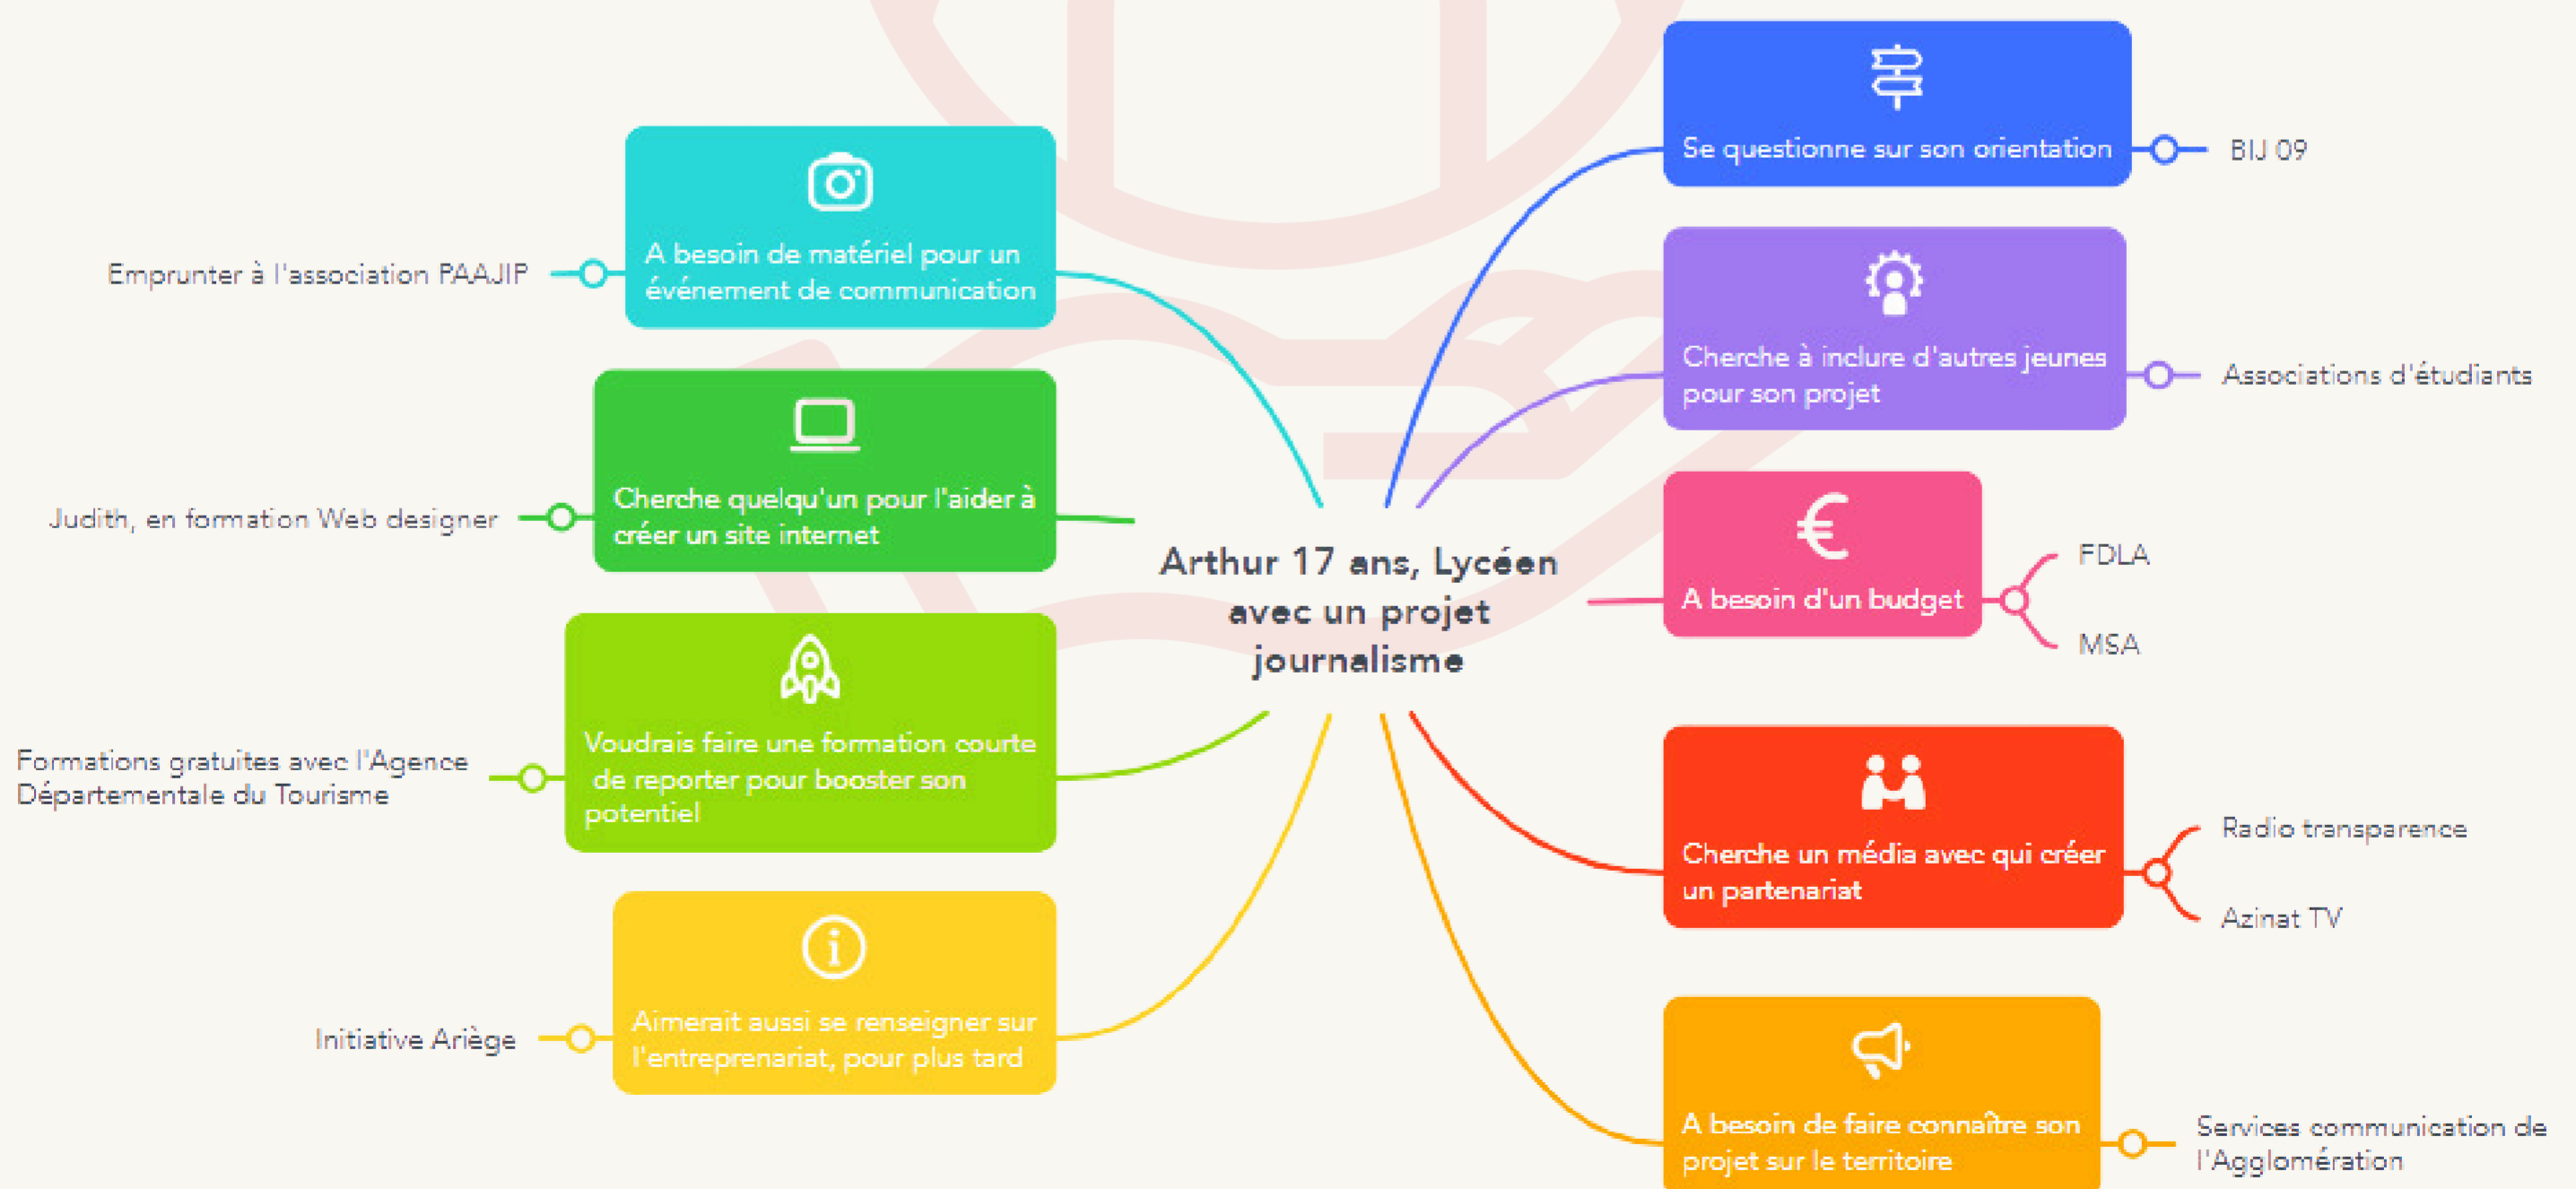 Arthur 17 ans, Lycéen
avec un projet
journalisme
Se questionne sur son orientation
BIJ 09
Cherche à inclure d'autres jeunes
pour son projet
Associations d'étudiants
A besoin d'un budget
FDLA
MSA
Cherche un média avec qui créer
un partenariat
Radio transparence
Azinat TV
A besoin de faire connaître son
projet sur le territoire
Services communication de
l'Agglomération
A besoin de matériel pour un
événement de communication
Emprunter à l'association PAAJIP
Cherche quelqu'un pour l'aider à
créer un site internet
Judith, en formation Web designer
Voudrais faire une formation courte
de reporter pour booster son
potentiel
Formations gratuites avec l'Agence
Départementale du Tourisme
Aimerait aussi se renseigner sur
l'entreprenariat, pour plus tard
Initiative Ariège